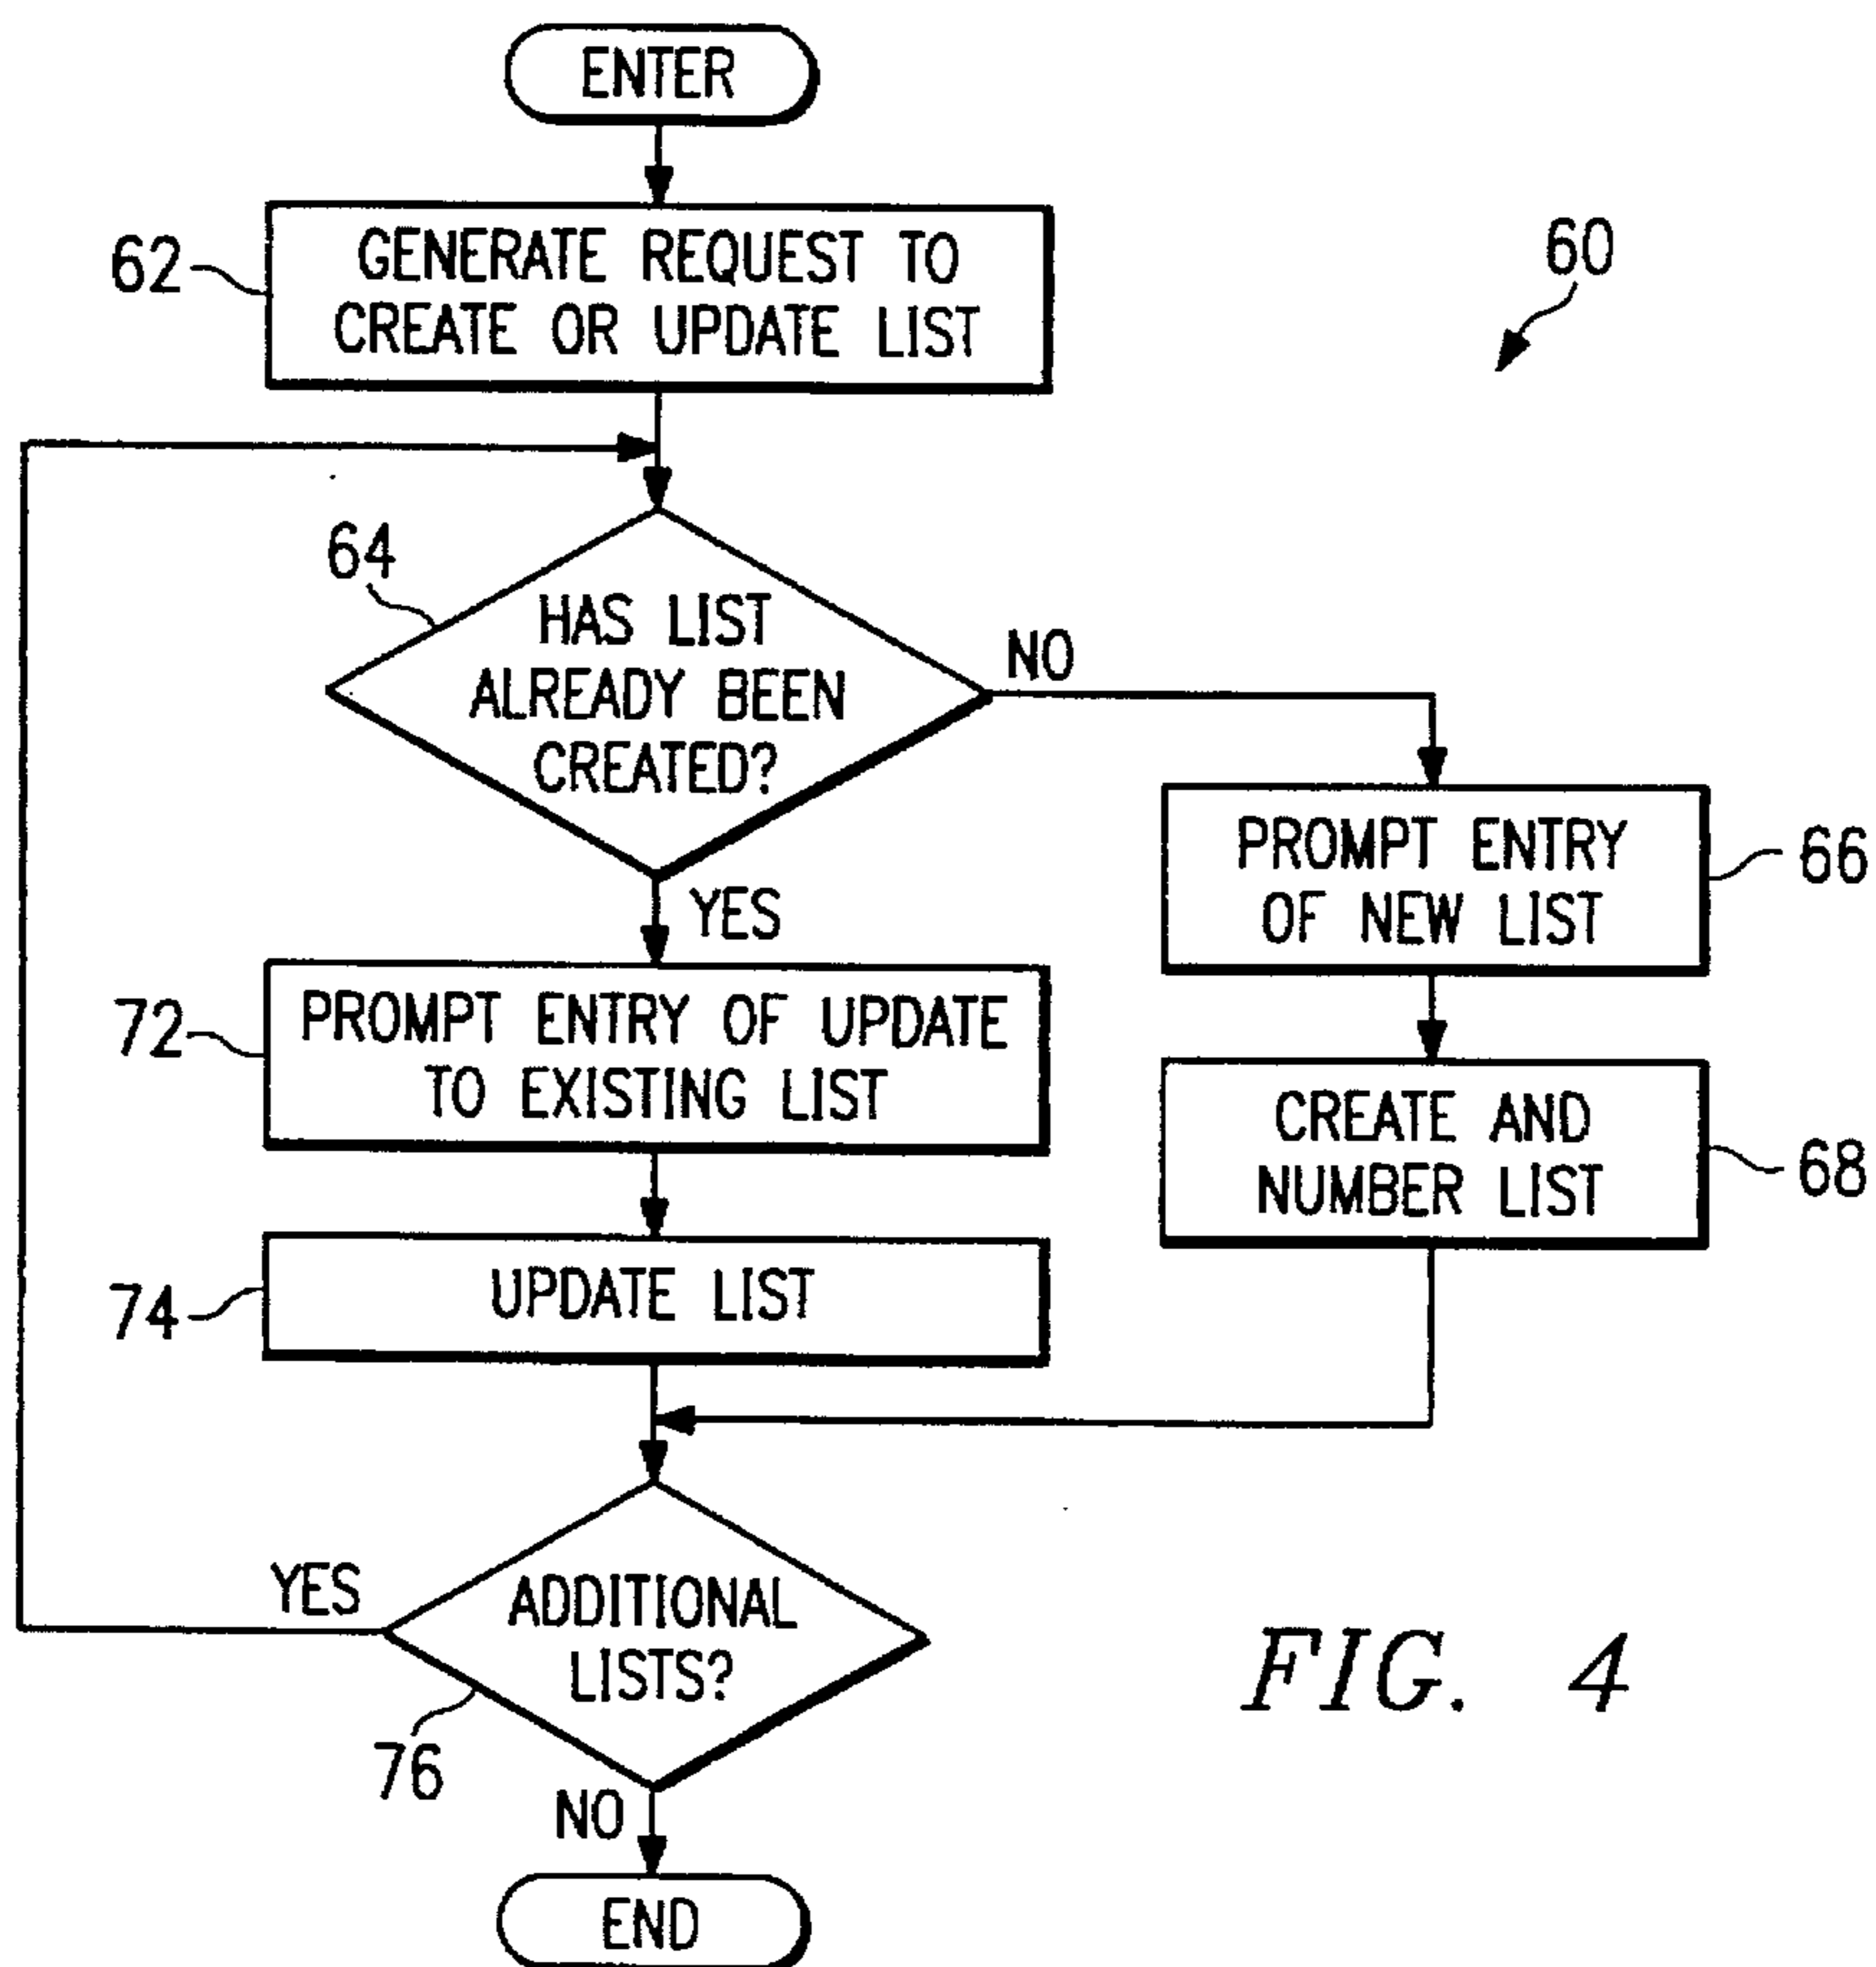 ENTER
62
GENERATE REQUEST TO
CREATE OR UPDATE LIST
60
64
HAS LIST
ALREADY BEEN
CREATED?
NO
YES
PROMPT ENTRY
OF NEW LIST
66
72
PROMPT ENTRY OF UPDATE
TO EXISTING LIST
CREATE AND
NUMBER LIST
68
74
UPDATE LIST
YES
ADDITIONAL
LISTS?
76
NO
END
FIG. 4